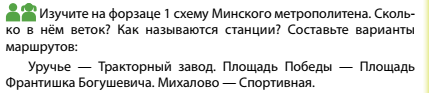 Изучите на форзаце 1 схему Минского метрополитена. Сколь-
ко в нём веток? Как называются станции? Составьте варианты
маршрутов:
Уручье — Тракторный завод. Площадь Победы — Площадь
Франтишка Богушевича. Михалово — Спортивная.